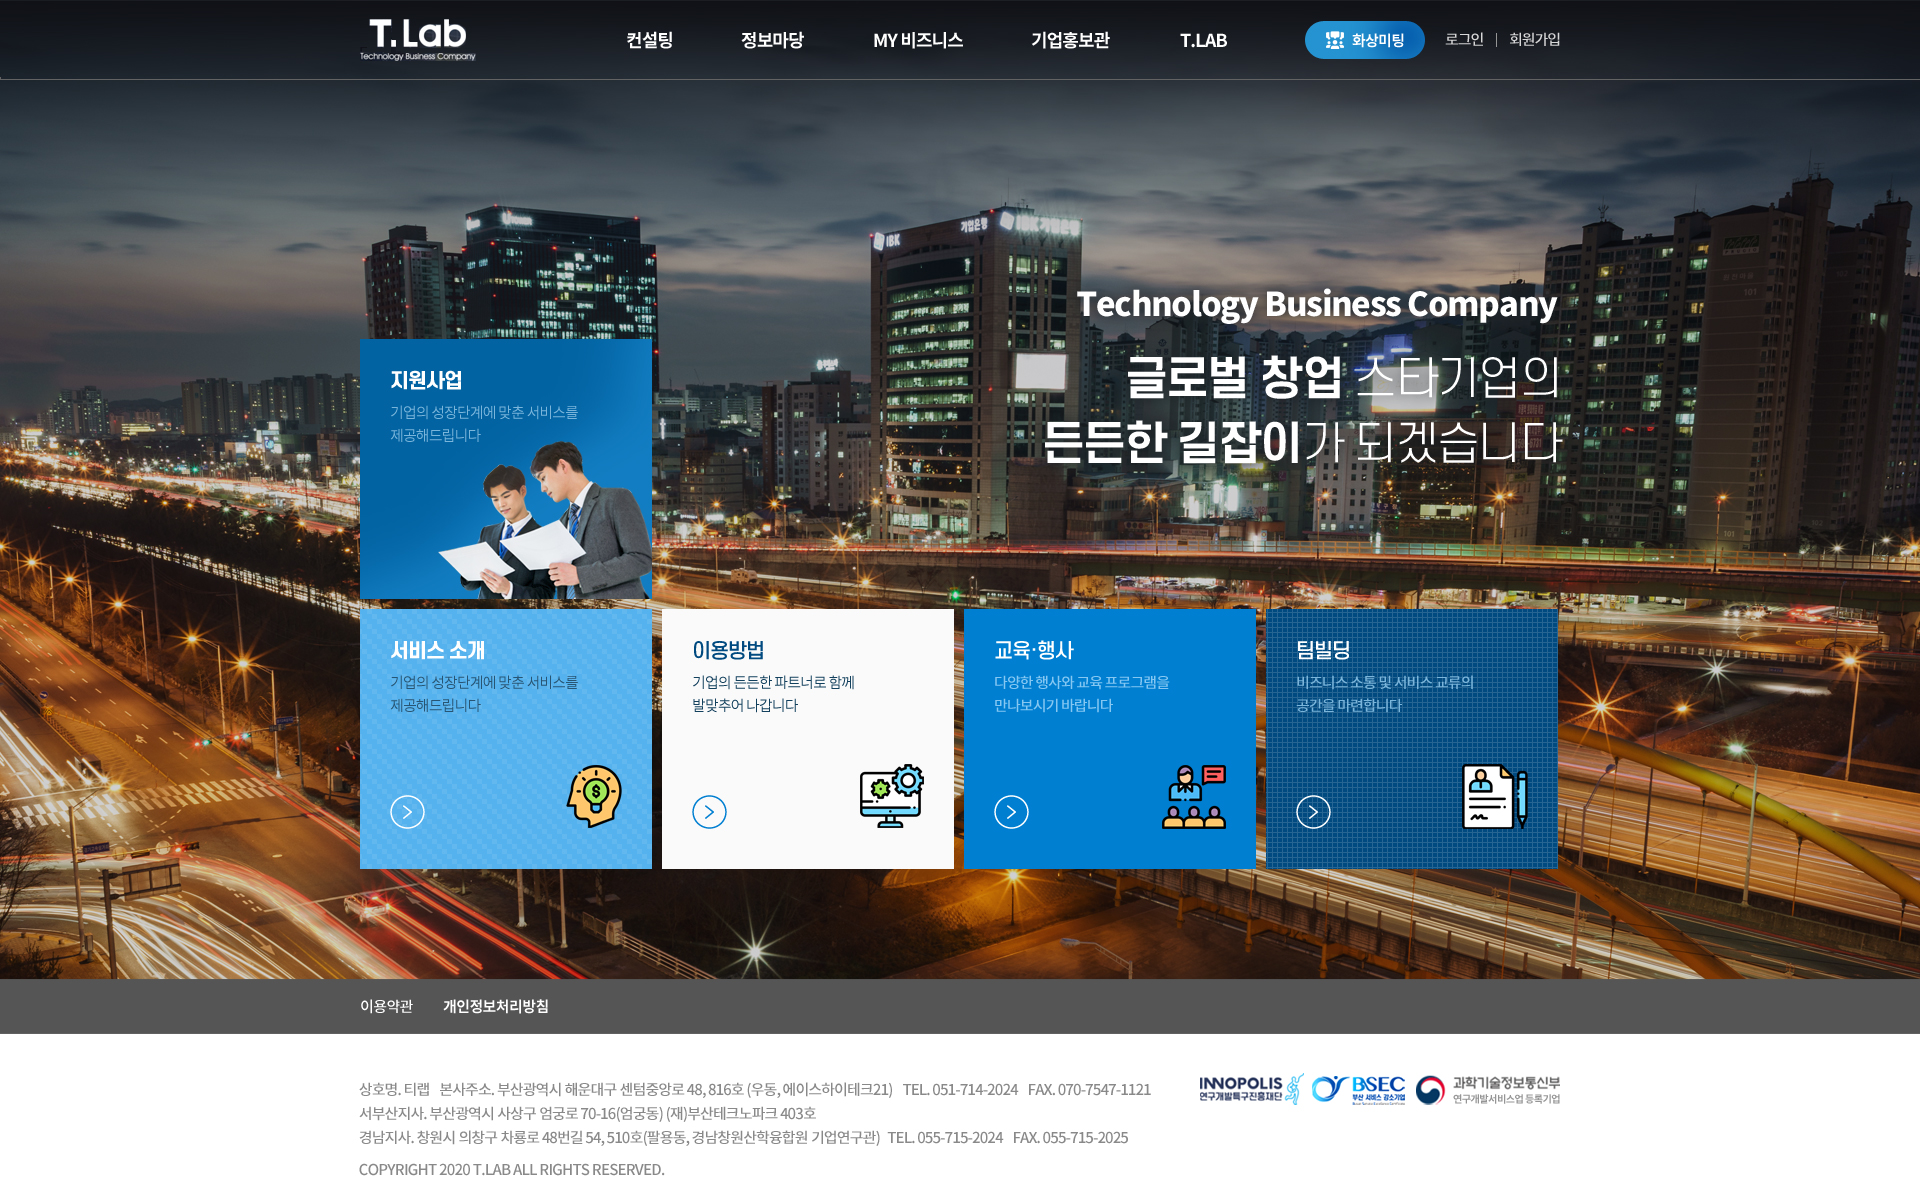 T.Lab
Technology Business Company
컨설팅
정보마당
MY 비즈니스
기업홍보관
T.LAB
화상미팅
로그인
회원가입
IBK
기업은행
IBK 기업은행
Technology Business Company
글로벌 창업 스타기업의
든든한 길잡이가 되겠습니다
지원사업
기업의 성장단계에 맞춘 서비스를
제공해드립니다
서비스 소개
기업의 성장단계에 맞춘 서비스를
제공해드립니다
이용방법
기업의 든든한 파트너로 함께
발맞추어 나갑니다
교육·행사
다양한 행사와 교육 프로그램을
만나보시기 바랍니다
팀빌딩
비즈니스 소통 및 서비스 교류의
공간을 마련합니다
이용약관
개인정보처리방침
상호명. 티랩 본사주소. 부산광역시 해운대구 센텀중앙로 48, 816호 (우동, 에이스하이테크21) TEL. 051-714-2024 FAX. 070-7547-1121
서부산지사. 부산광역시 사상구 엄궁로 70-16(엄궁동) (재)부산테크노파크 403호
경남지사. 창원시 의창구 차룡로 48번길 54, 510호(팔용동, 경남창원산학융합원 기업연구관) TEL. 055-715-2024 FAX. 055-715-2025
COPYRIGHT 2020 T.LAB ALL RIGHTS RESERVED.
INNOPOLIS
연구개발특구진흥재단
BSEC
부산 서비스 강소기업
과학기술정보통신부
연구개발서비스업 등록기업